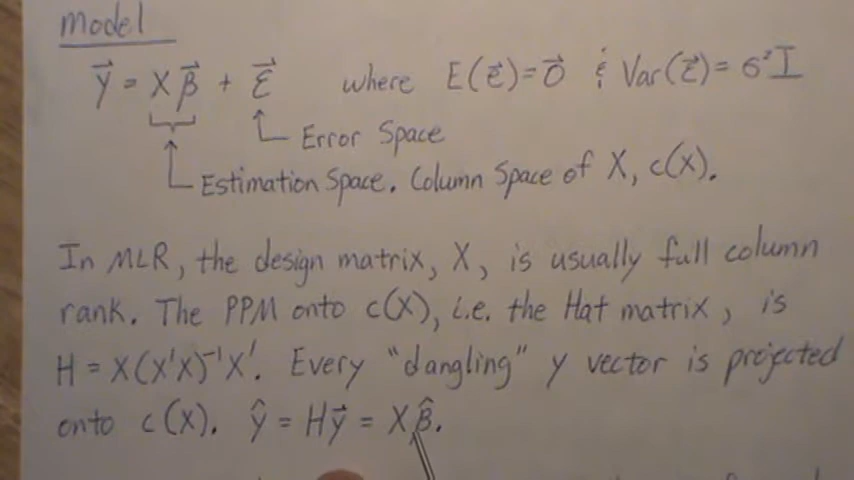 Model
Y⃗ = Xβ⃗ + ε⃗ where E(ε⃗)=0⃗ & Var(ε⃗)= σ²I
Error Space
Estimation Space. Column Space of X, c(X).
In MLR, the design matrix, X, is usually full column
rank. The PPM onto c(X), i.e. the Hat matrix, is
H = X(X'X)⁻¹X'. Every "dangling" y vector is projected
onto c(X). ŷ = Hy⃗ = Xβ̂.